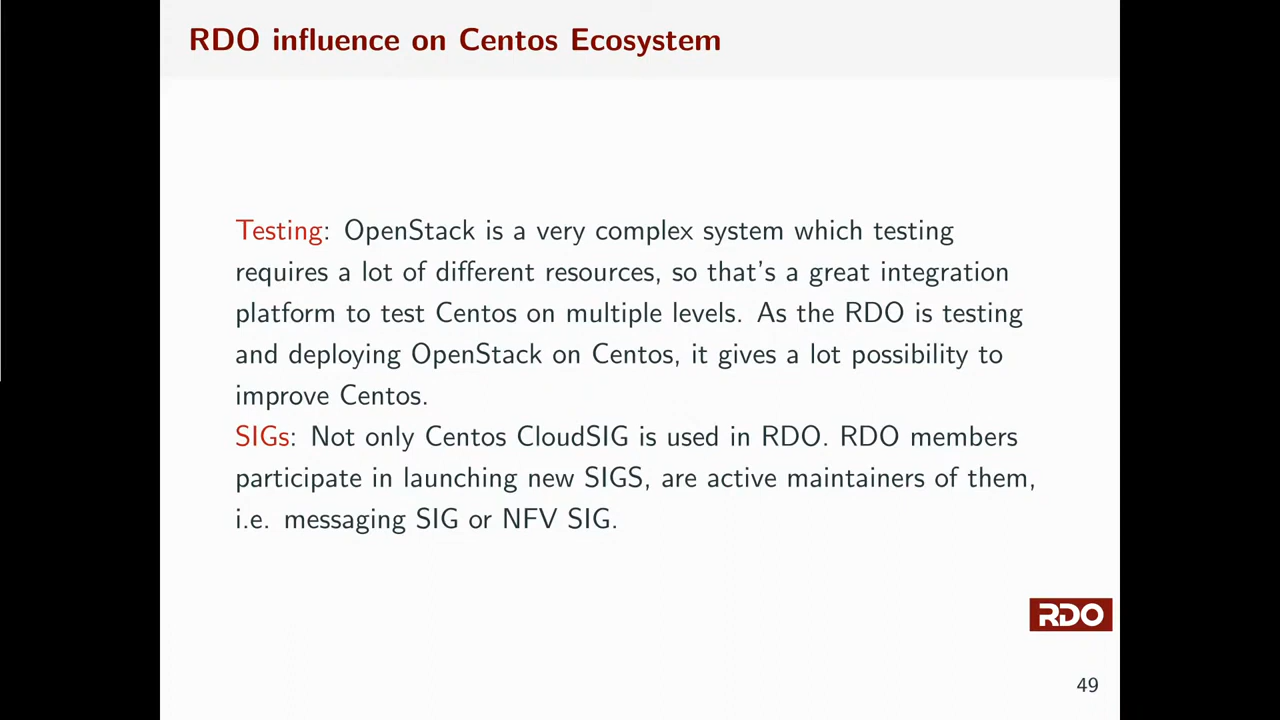 RDO influence on Centos Ecosystem
Testing: OpenStack is a very complex system which testing
requires a lot of different resources, so that's a great integration
platform to test Centos on multiple levels. As the RDO is testing
and deploying OpenStack on Centos, it gives a lot possibility to
improve Centos.
SIGs: Not only Centos CloudSIG is used in RDO. RDO members
participate in launching new SIGS, are active maintainers of them,
i.e. messaging SIG or NFV SIG.
RDO
49